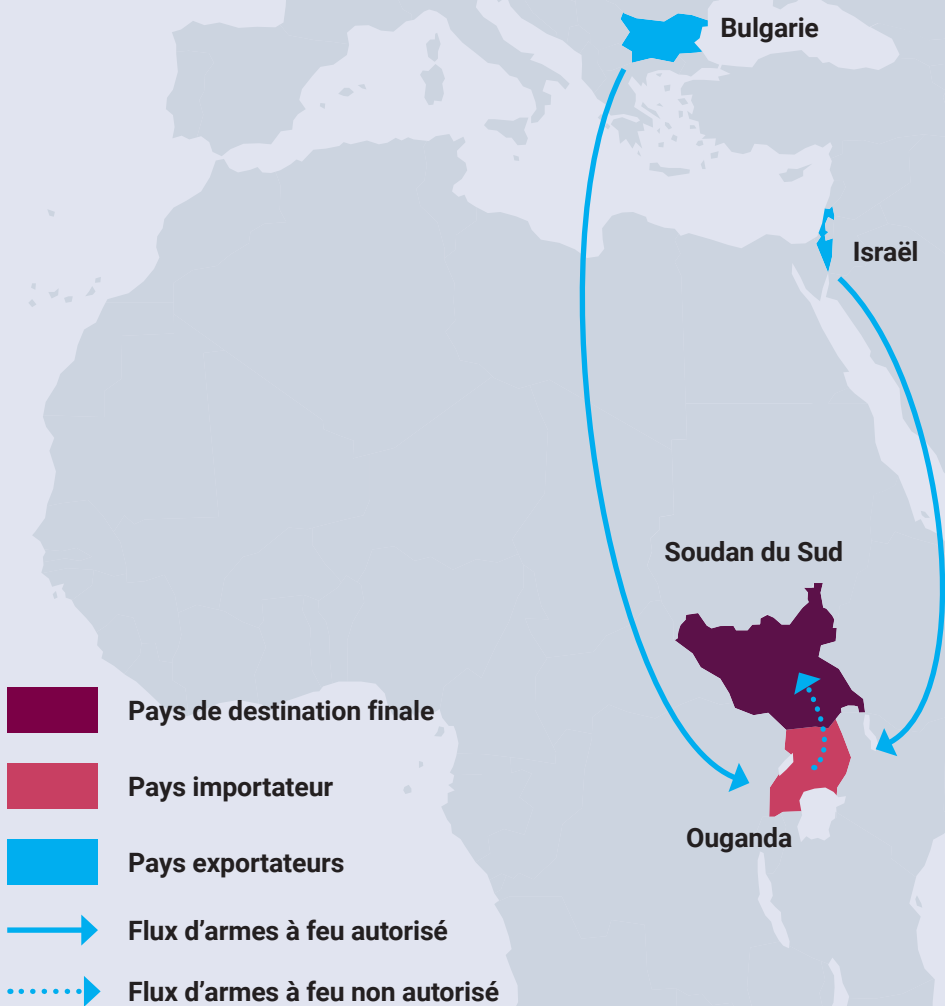 Bulgarie
Israël
Soudan du Sud
Ouganda
Pays de destination finale
Pays importateur
Pays exportateurs
Flux d’armes à feu autorisé
Flux d’armes à feu non autorisé